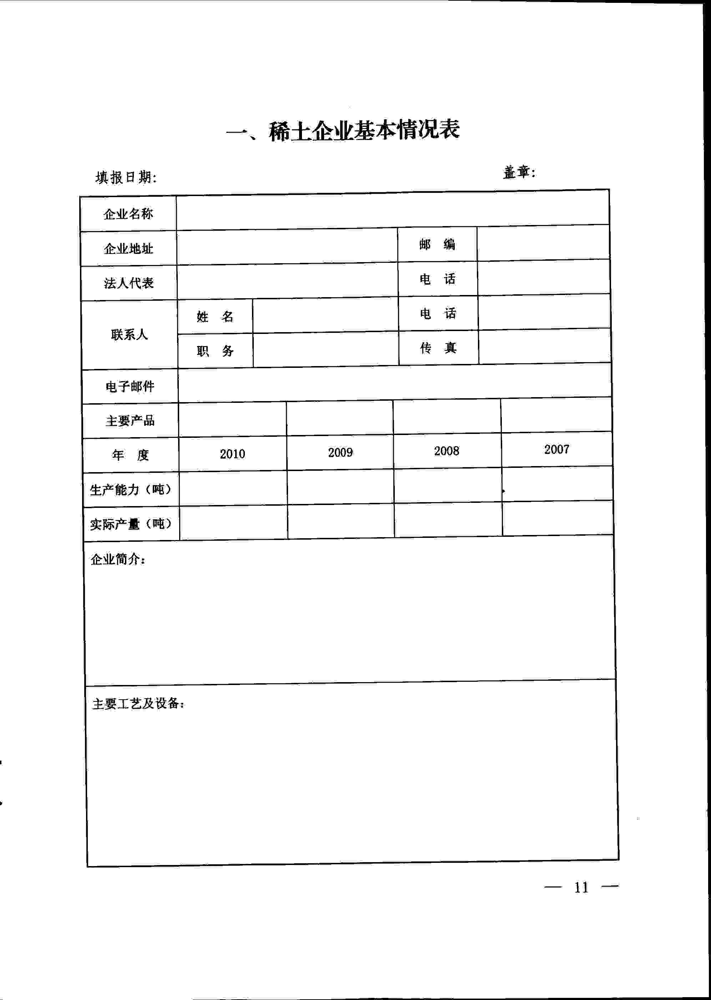 一、稀土企业基本情况表
填报日期: 盖章:
企业名称
企业地址 邮 编
法人代表 电 话
联系人 姓 名 电 话
职 务 传 真
电子邮件
主要产品
年 度 2010 2009 2008 2007
生产能力（吨）
实际产量（吨）
企业简介：
主要工艺及设备：
— 11 —